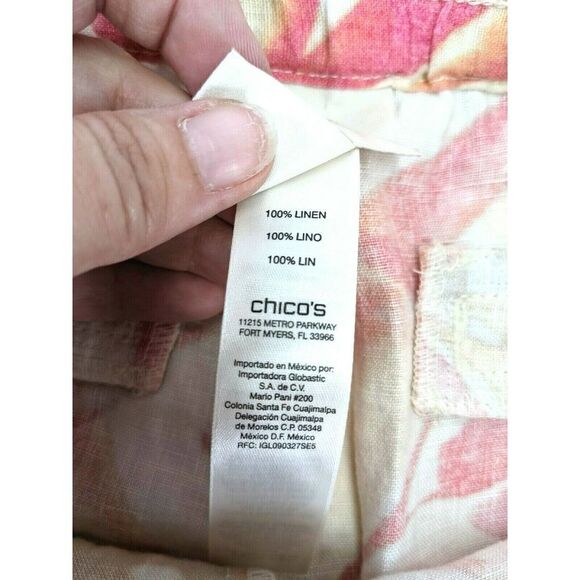 100% LINEN
100% LINO
100% LIN
chico's
11215 METRO PARKWAY
FORT MYERS, FL 33966
Importado en México por:
Importadora Globastic
S.A. de C.V.
Mario Pani #200
Colonia Santa Fe Cuajimalpa
Delegación Cuajimalpa
de Morelos C.P. 05348
México D.F. México
RFC: IGL090327SE5